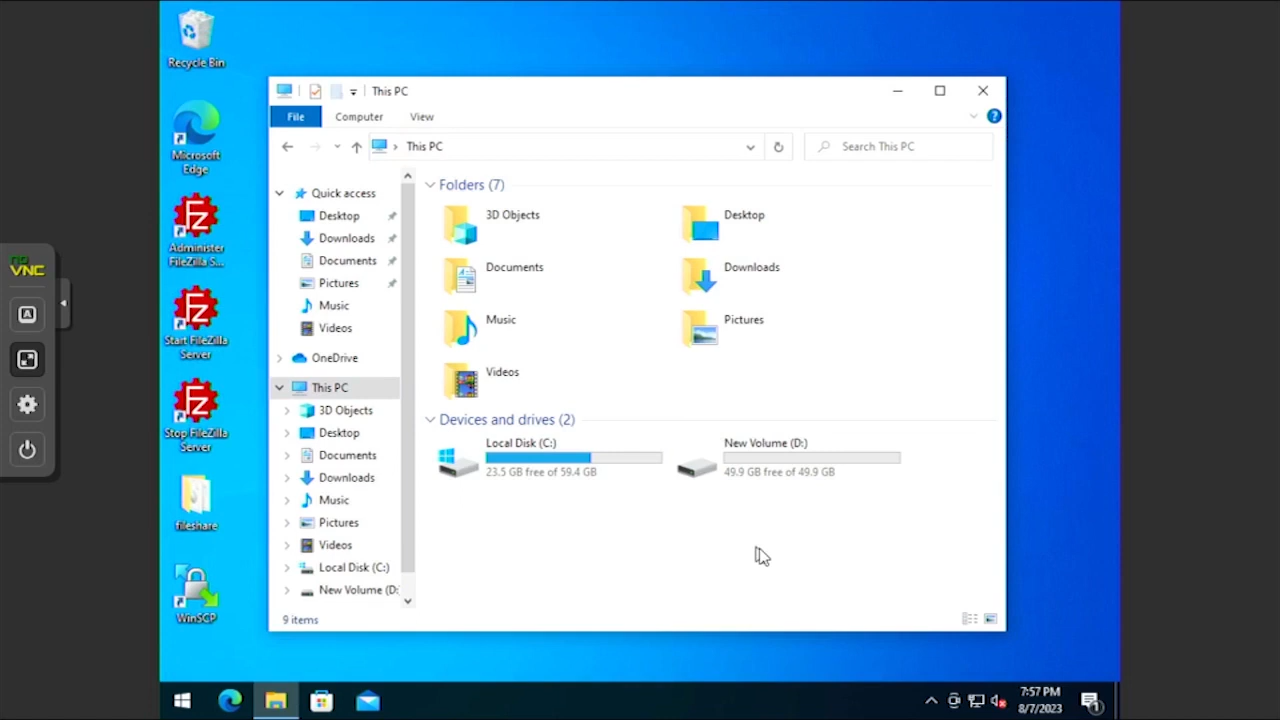 Recycle Bin
Microsoft
Edge
Administer
FileZilla S...
Start FileZilla
Server
Stop FileZilla
Server
fileshare
WinSCP
no
VNC
A
This PC
File Computer View
This PC
Search This PC
Quick access
Desktop
Downloads
Documents
Pictures
Music
Videos
OneDrive
This PC
3D Objects
Desktop
Documents
Downloads
Music
Pictures
Videos
Local Disk (C:)
New Volume (D:
Folders (7)
3D Objects
Desktop
Documents
Downloads
Music
Pictures
Videos
Devices and drives (2)
Local Disk (C:)
23.5 GB free of 59.4 GB
New Volume (D:)
49.9 GB free of 49.9 GB
9 items
7:57 PM
8/7/2023
1